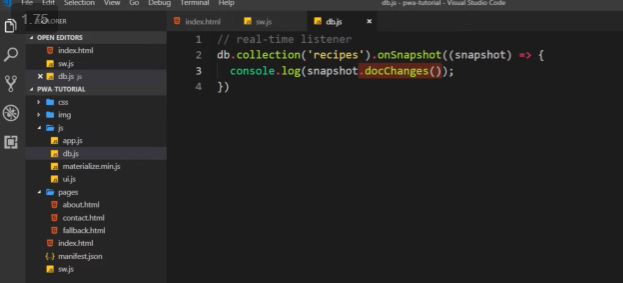 File Edit Selection View Go Debug Terminal Help
db.js - pwa-tutorial - Visual Studio Code
1.75
EXPLORER
OPEN EDITORS
index.html
sw.js
db.js js
PWA-TUTORIAL
css
img
js
app.js
db.js
materialize.min.js
ui.js
pages
about.html
contact.html
fallback.html
index.html
manifest.json
sw.js
index.html sw.js db.js
1 // real-time listener
2 db.collection('recipes').onSnapshot((snapshot) => {
3 console.log(snapshot.docChanges());
4 })